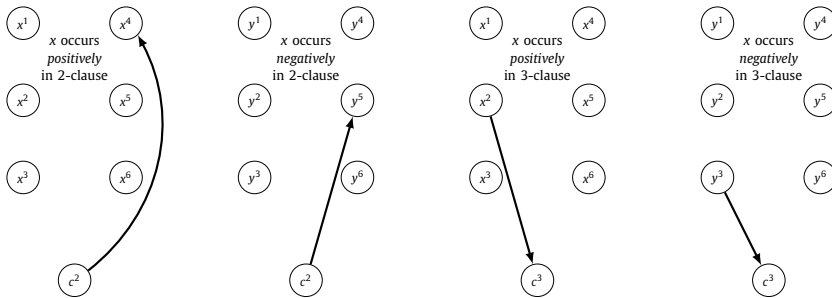 x¹ x⁴
x occurs
positively
in 2-clause
x² x⁵
x³ x⁶
c²
y¹ y⁴
x occurs
negatively
in 2-clause
y² y⁵
y³ y⁶
c²
x¹ x⁴
x occurs
positively
in 3-clause
x² x⁵
x³ x⁶
c³
y¹ y⁴
x occurs
negatively
in 3-clause
y² y⁵
y³ y⁶
c³